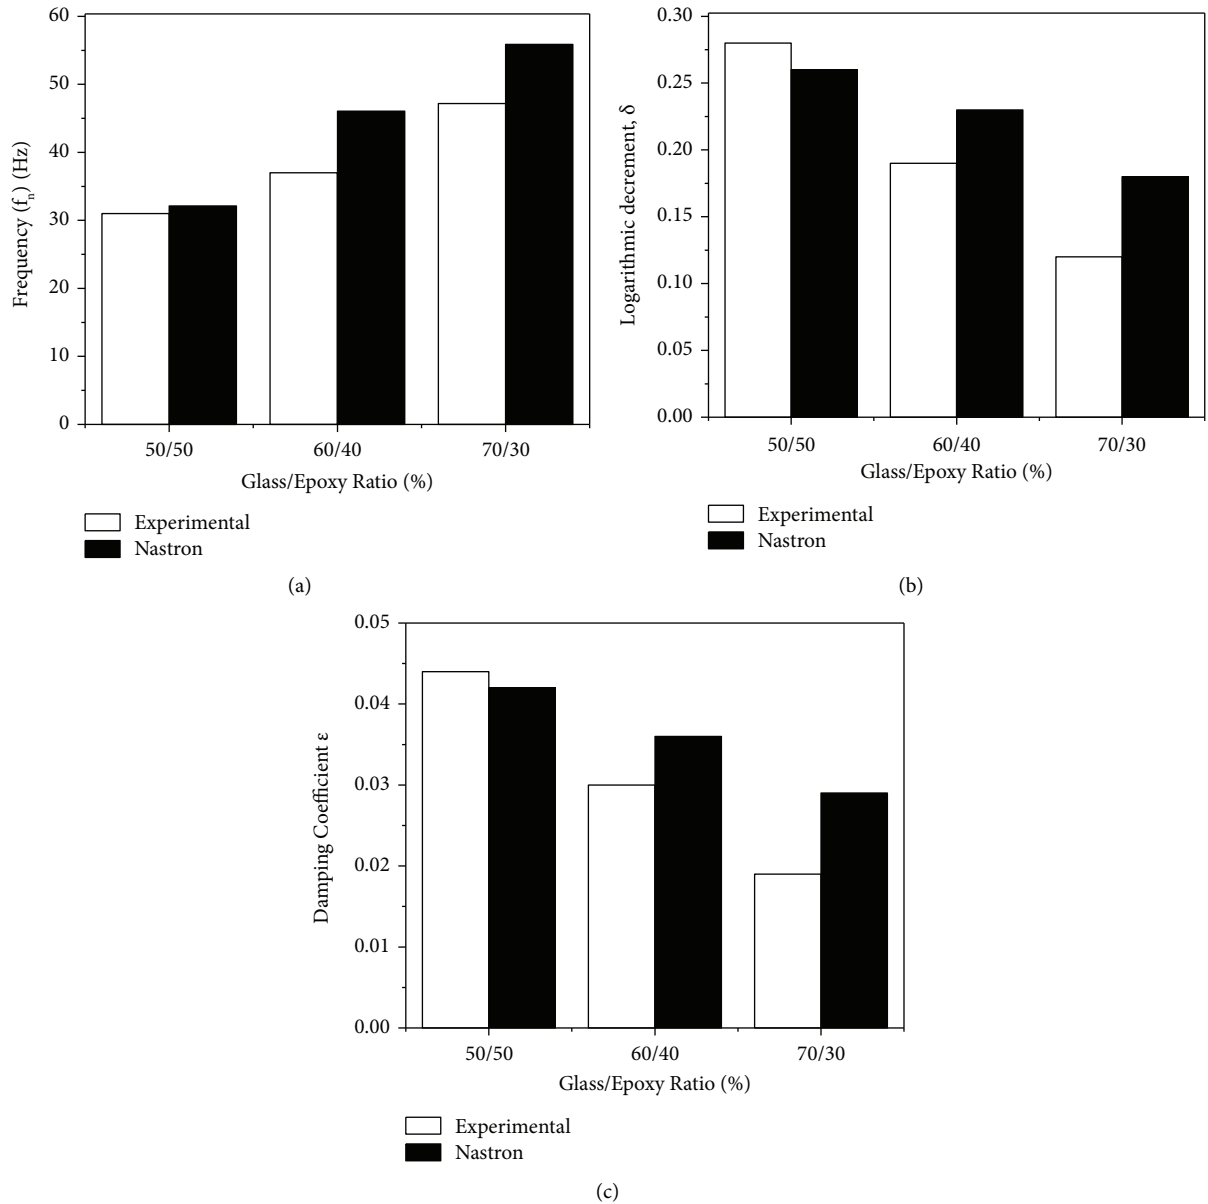 60
50
40
30
20
10
0
Frequency (fn) (Hz)
50/50 60/40 70/30
Glass/Epoxy Ratio (%)
Experimental
Nastron
(a)
0.30
0.25
0.20
0.15
0.10
0.05
0.00
Logarithmic decrement, δ
50/50 60/40 70/30
Glass/Epoxy Ratio (%)
Experimental
Nastron
(b)
0.05
0.04
0.03
0.02
0.01
0.00
Damping Coefficient ε
50/50 60/40 70/30
Glass/Epoxy Ratio (%)
Experimental
Nastron
(c)